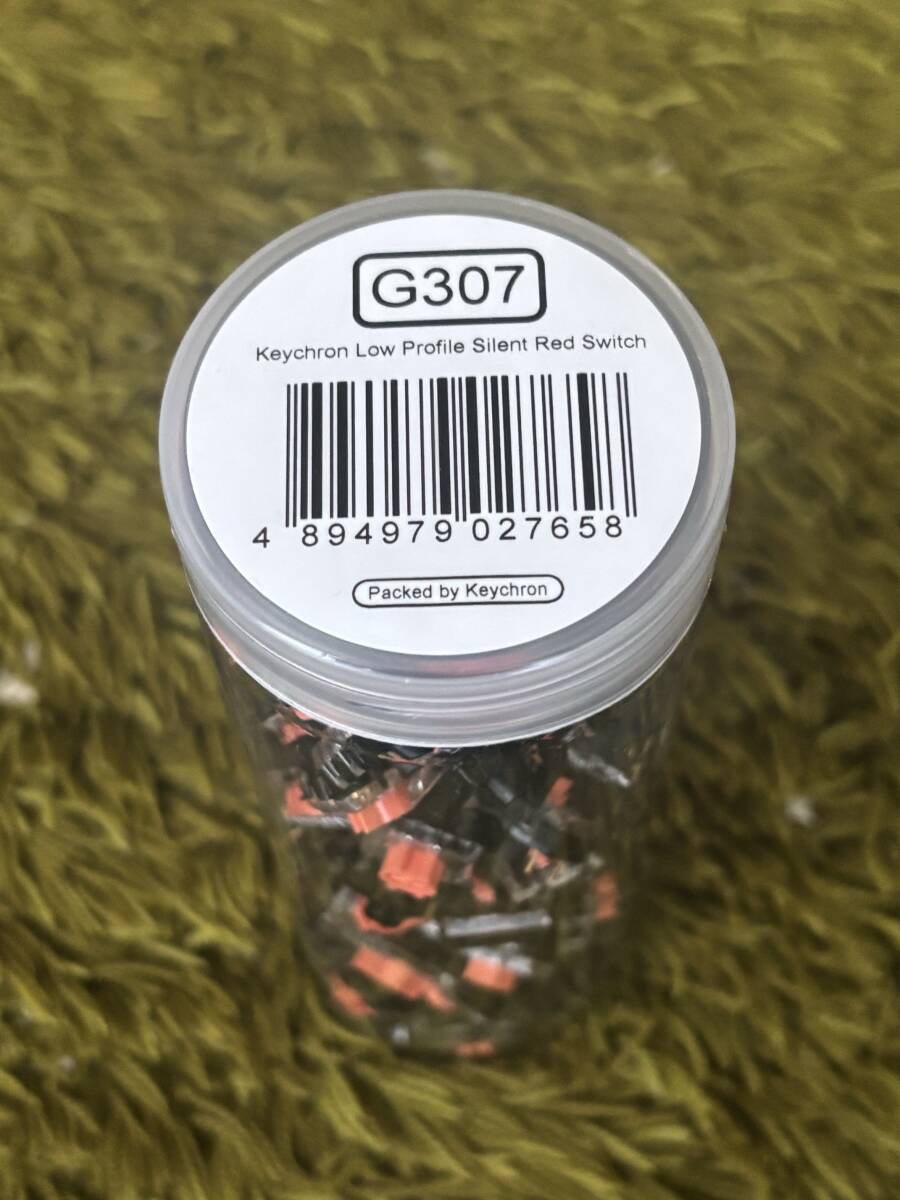 G307
Keychron Low Profile Silent Red Switch
4 894979 027658
Packed by Keychron